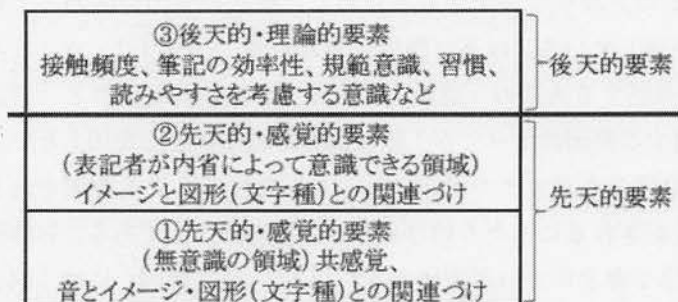 ③後天的・理論的要素
接触頻度、筆記の効率性、規範意識、習慣、
読みやすさを考慮する意識など
後天的要素
②先天的・感覚的要素
(表記者が内省によって意識できる領域)
イメージと図形(文字種)との関連づけ
先天的要素
①先天的・感覚的要素
(無意識の領域)共感覚、
音とイメージ・図形(文字種)との関連づけ